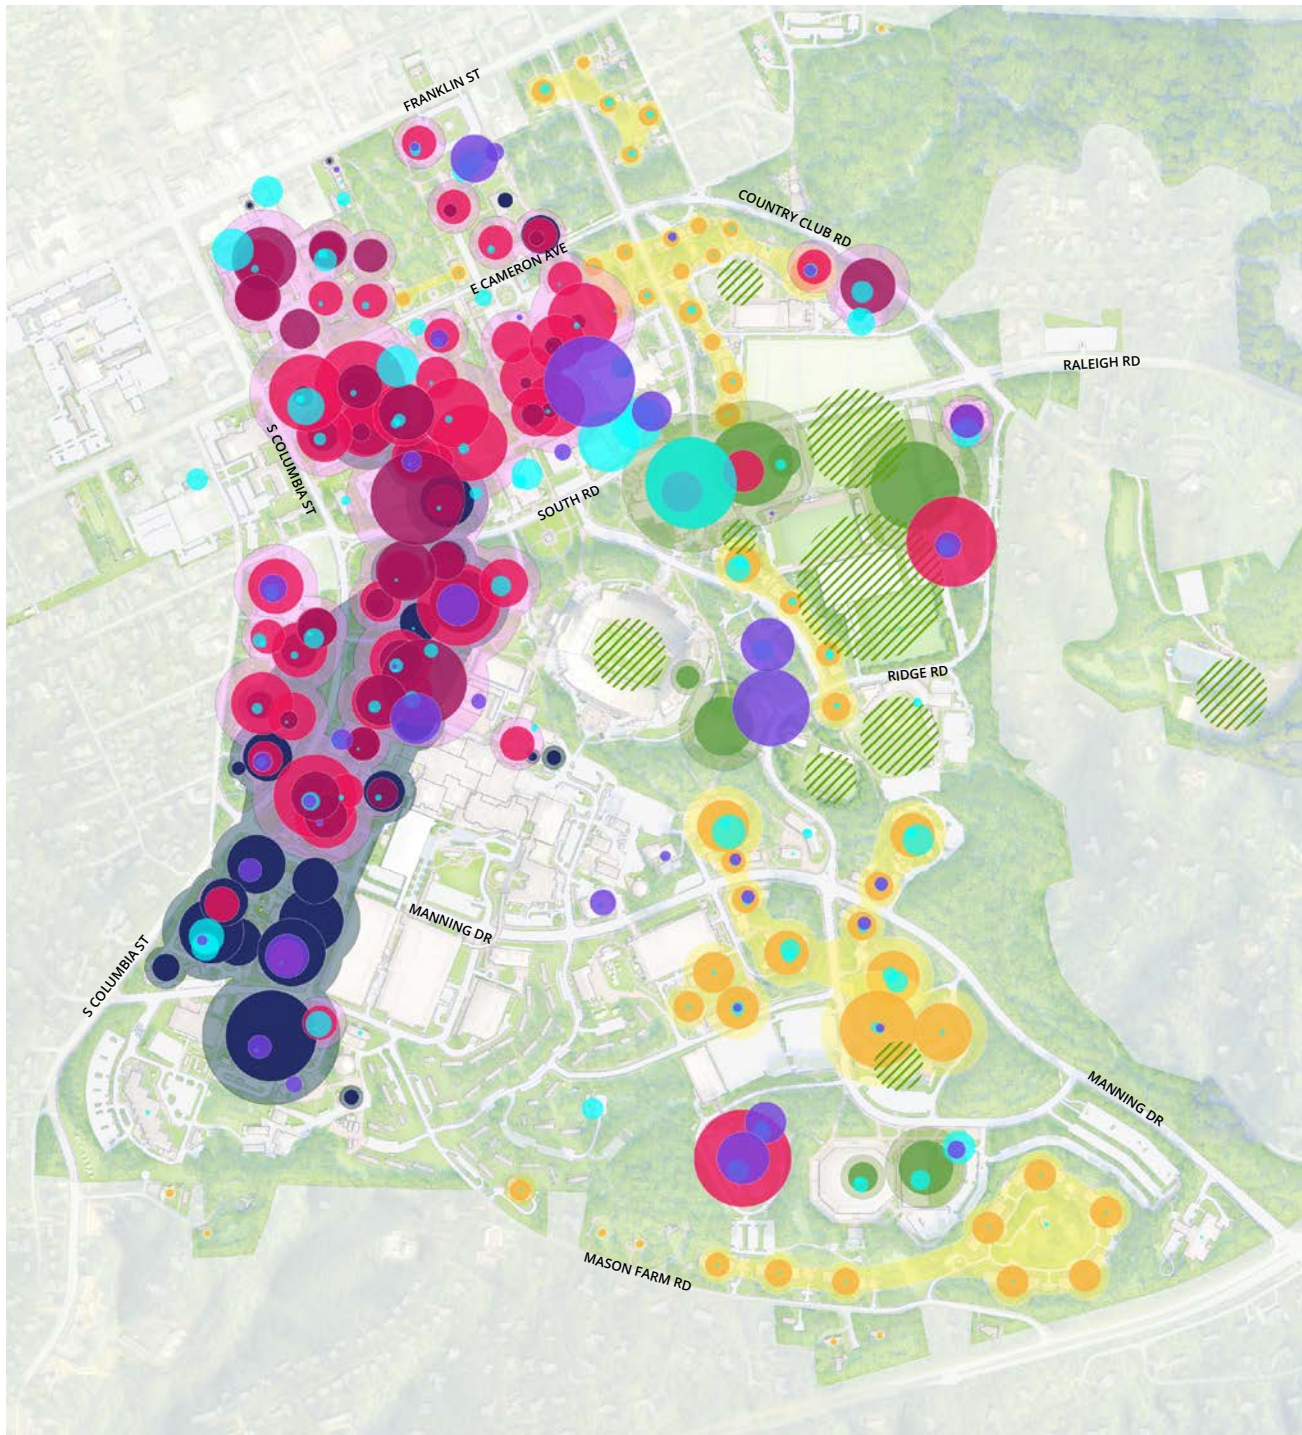 FRANKLIN ST
COUNTRY CLUB RD
E CAMERON AVE
RALEIGH RD
S COLUMBIA ST
SOUTH RD
RIDGE RD
MANNING DR
S COLUMBIA ST
MANNING DR
MASON FARM RD